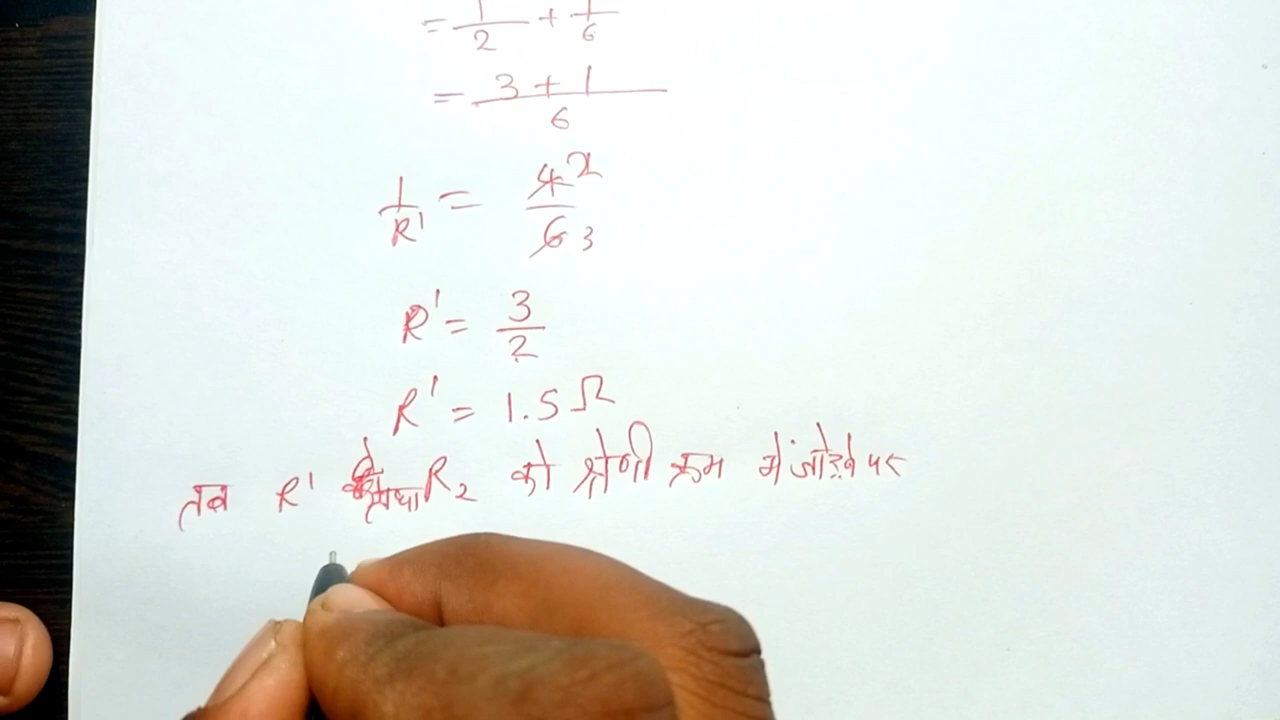 = 1/2 + 1/6
= 3 + 1 / 6
1/R' = 4 2 / 6 3
R' = 3/2
R' = 1.5 Ω
तब R' तथा R2 को श्रेणी क्रम में जोड़ने पर